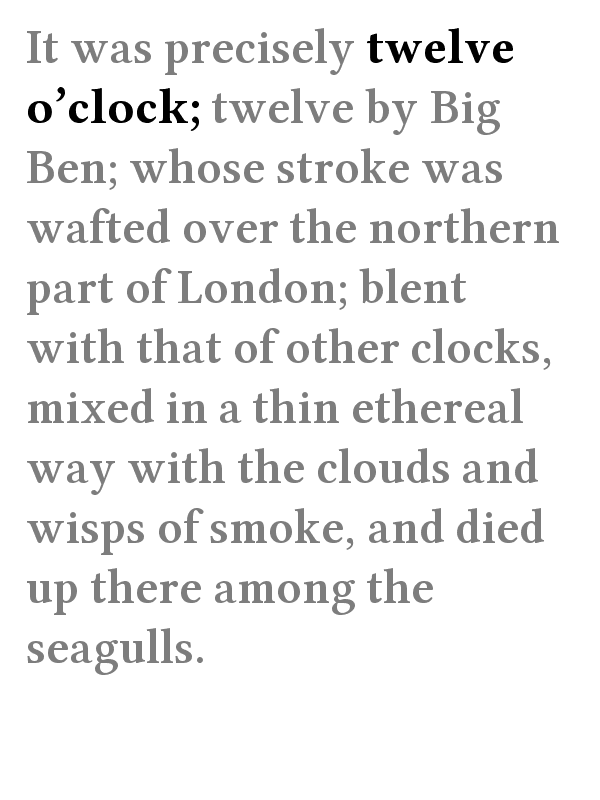 It was precisely twelve
o’clock; twelve by Big
Ben; whose stroke was
wafted over the northern
part of London; blent
with that of other clocks,
mixed in a thin ethereal
way with the clouds and
wisps of smoke, and died
up there among the
seagulls.